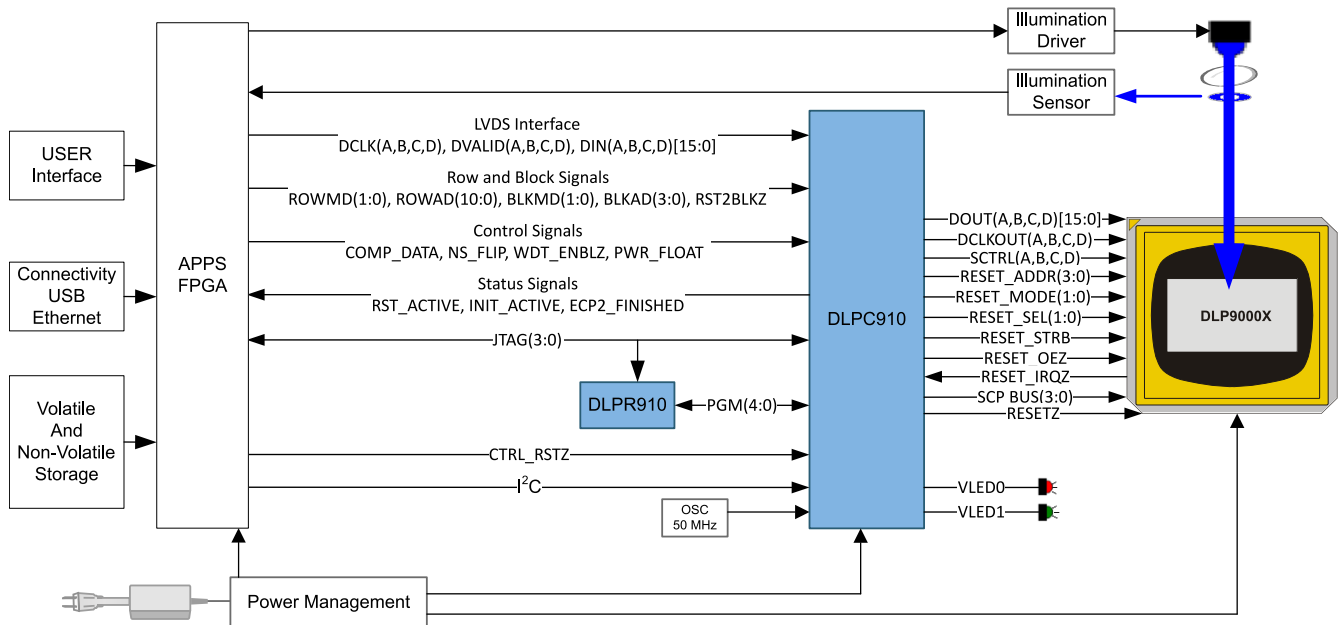 Illumination
Driver
Illumination
Sensor
USER
Interface
Connectivity
USB
Ethernet
Volatile
And
Non-Volatile
Storage
APPS
FPGA
LVDS Interface
DCLK(A,B,C,D), DVALID(A,B,C,D), DIN(A,B,C,D)[15:0]
Row and Block Signals
ROWMD(1:0), ROWAD(10:0), BLKMD(1:0), BLKAD(3:0), RST2BLKZ
Control Signals
COMP_DATA, NS_FLIP, WDT_ENBLZ, PWR_FLOAT
Status Signals
RST_ACTIVE, INIT_ACTIVE, ECP2_FINISHED
JTAG(3:0)
DLPR910
PGM(4:0)
CTRL_RSTZ
I²C
OSC
50 MHz
DLPC910
DOUT(A,B,C,D)[15:0]
DCLKOUT(A,B,C,D)
SCTRL(A,B,C,D)
RESET_ADDR(3:0)
RESET_MODE(1:0)
RESET_SEL(1:0)
RESET_STRB
RESET_OEZ
RESET_IRQZ
SCP BUS(3:0)
RESETZ
VLED0
VLED1
DLP9000X
Power Management